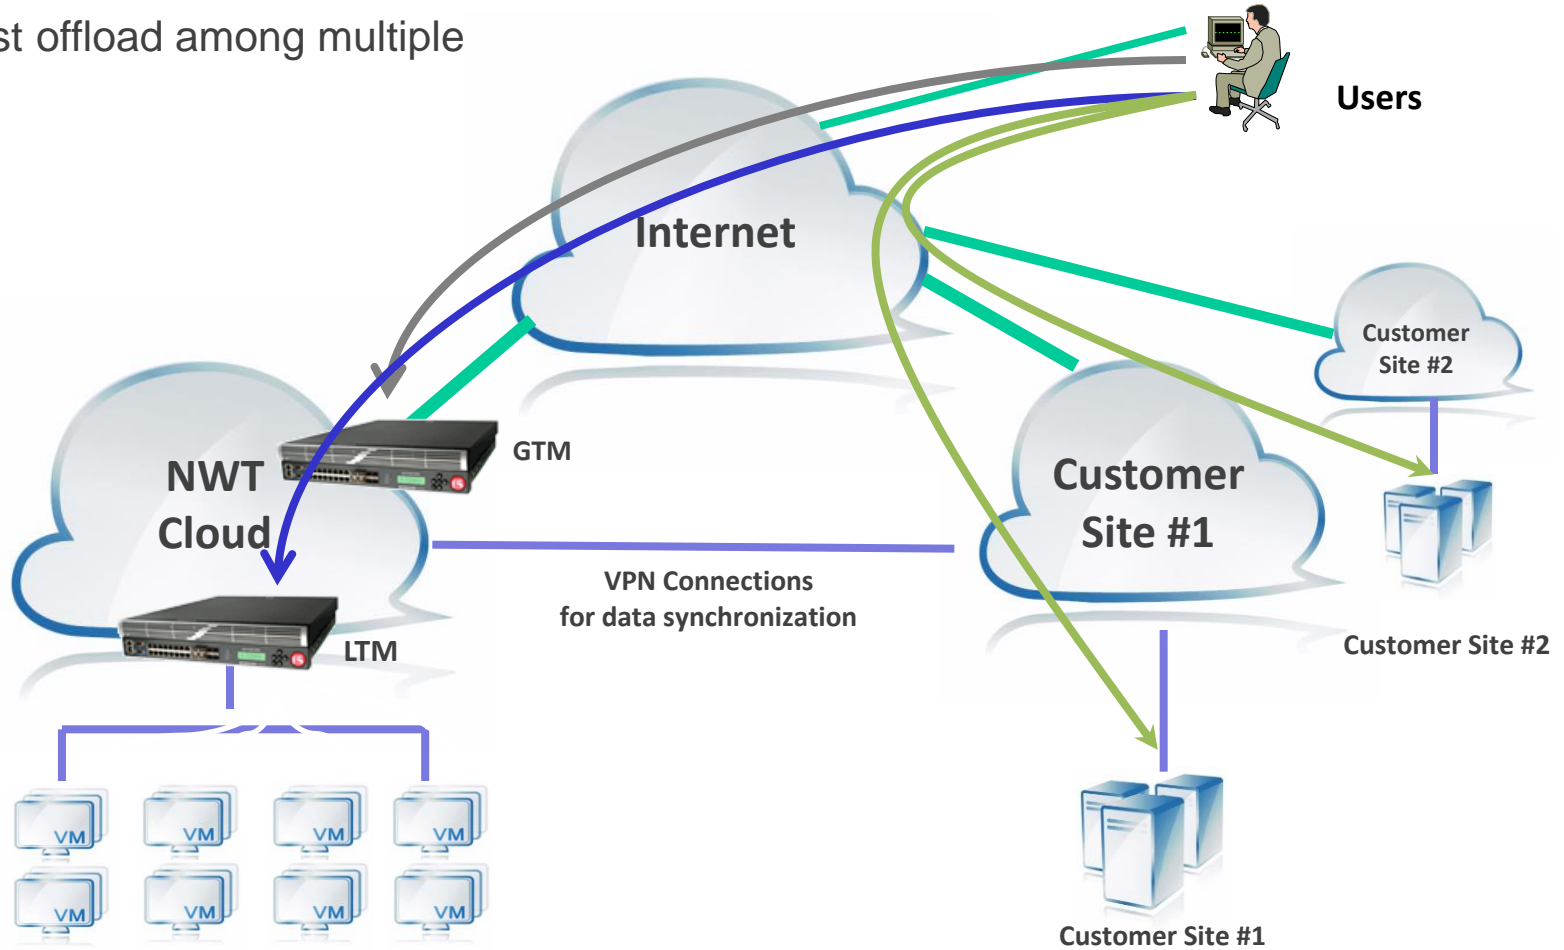 st offload among multiple
Users
Internet
Customer
Site #2
GTM
NWT
Cloud
Customer
Site #1
VPN Connections
for data synchronization
LTM
Customer Site #2
VM
VM
VM
VM
VM
VM
VM
VM
Customer Site #1